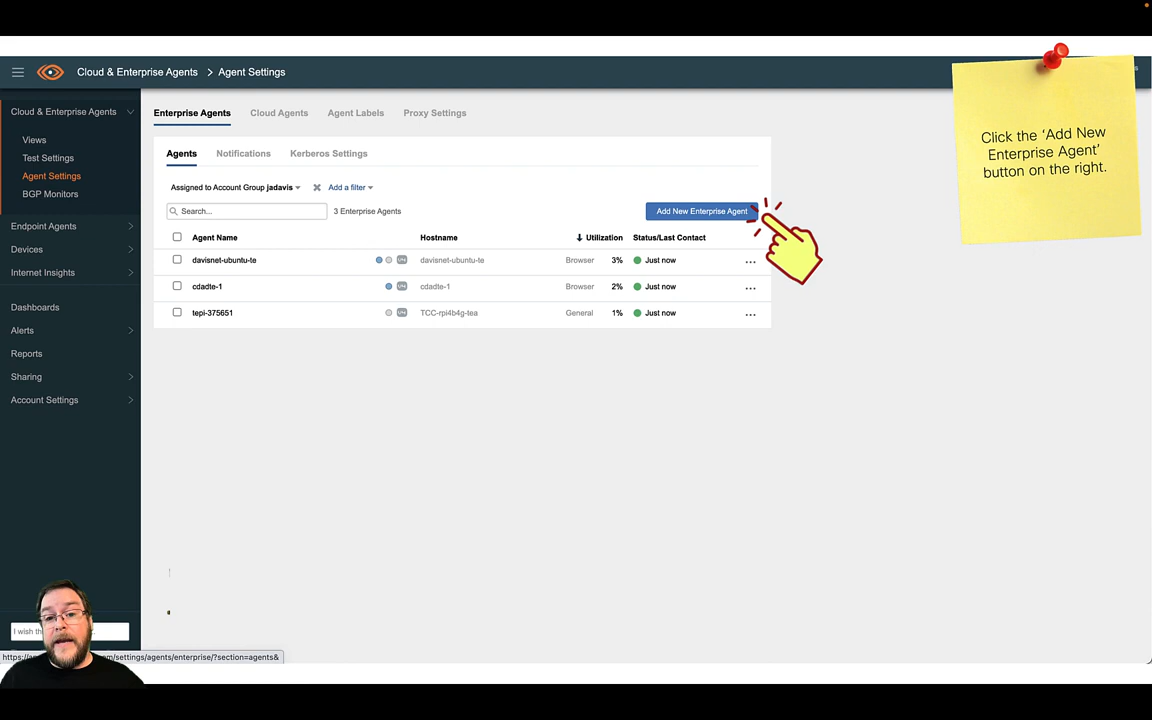 Cloud & Enterprise Agents > Agent Settings
Click the ‘Add New
Enterprise Agent’
button on the right.
Cloud & Enterprise Agents
Views
Test Settings
Agent Settings
BGP Monitors
Endpoint Agents
Devices
Internet Insights
Dashboards
Alerts
Reports
Sharing
Account Settings
I wish th
Enterprise Agents Cloud Agents Agent Labels Proxy Settings
Agents Notifications Kerberos Settings
Assigned to Account Group jadavis Add a filter
Search... 3 Enterprise Agents Add New Enterprise Agent
Agent Name Hostname Utilization Status/Last Contact
davisnet-ubuntu-te davisnet-ubuntu-te Browser 3% Just now ...
cdadte-1 cdadte-1 Browser 2% Just now ...
tepi-375651 TCC-rpi4b4g-tea General 1% Just now ...
https://a om/settings/agents/enterprise/?section=agents&